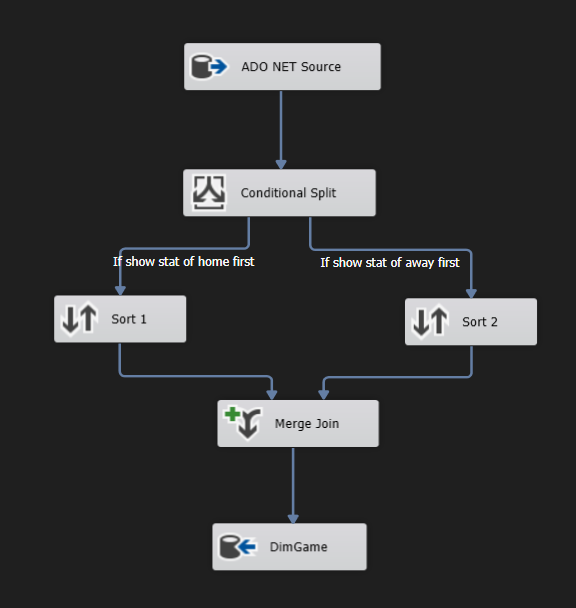 ADO NET Source
Conditional Split
If show stat of home first
If show stat of away first
Sort 1
Sort 2
Merge Join
DimGame